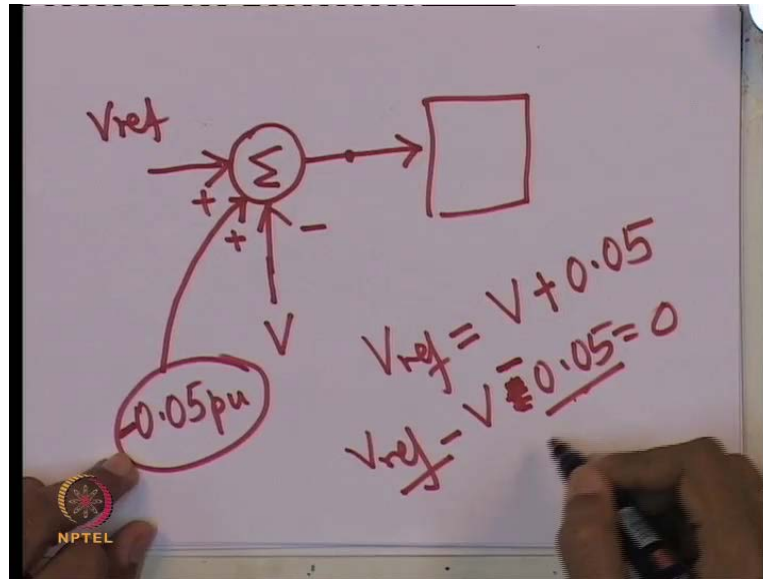 Vref
Σ
+
+
-
V
-0.05pu
Vref = V + 0.05
Vref - V - 0.05 = 0
NPTEL